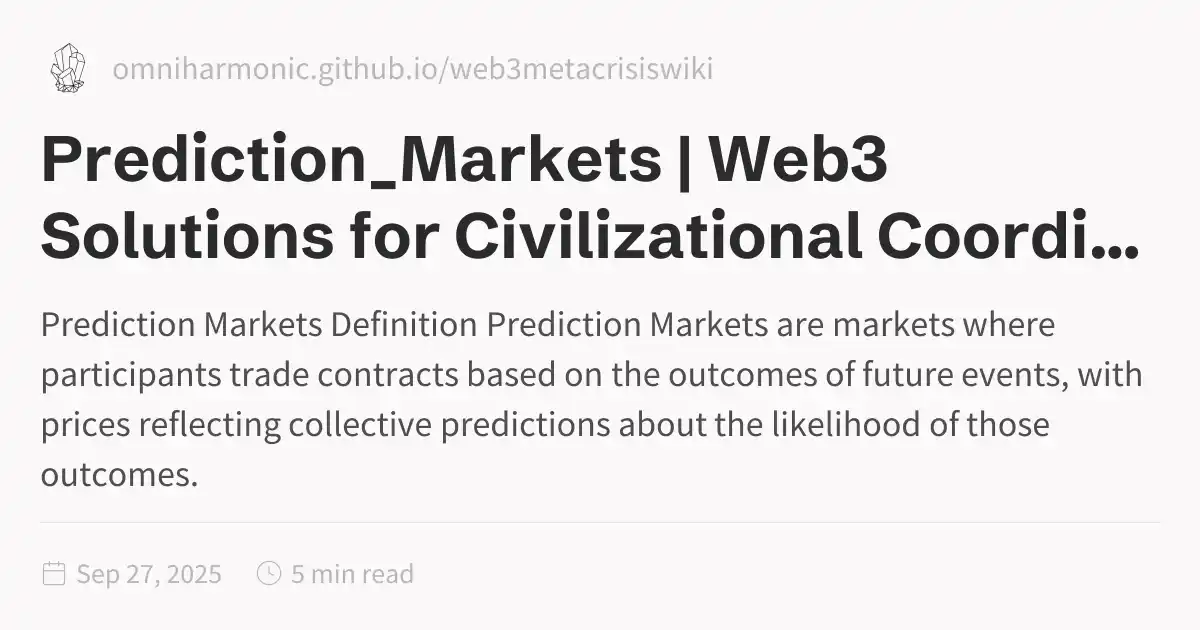 omniharmonic.github.io/web3metacrisiswiki
Prediction_Markets | Web3
Solutions for Civilizational Coordi...
Prediction Markets Definition Prediction Markets are markets where
participants trade contracts based on the outcomes of future events, with
prices reflecting collective predictions about the likelihood of those
outcomes.
Sep 27, 2025 5 min read